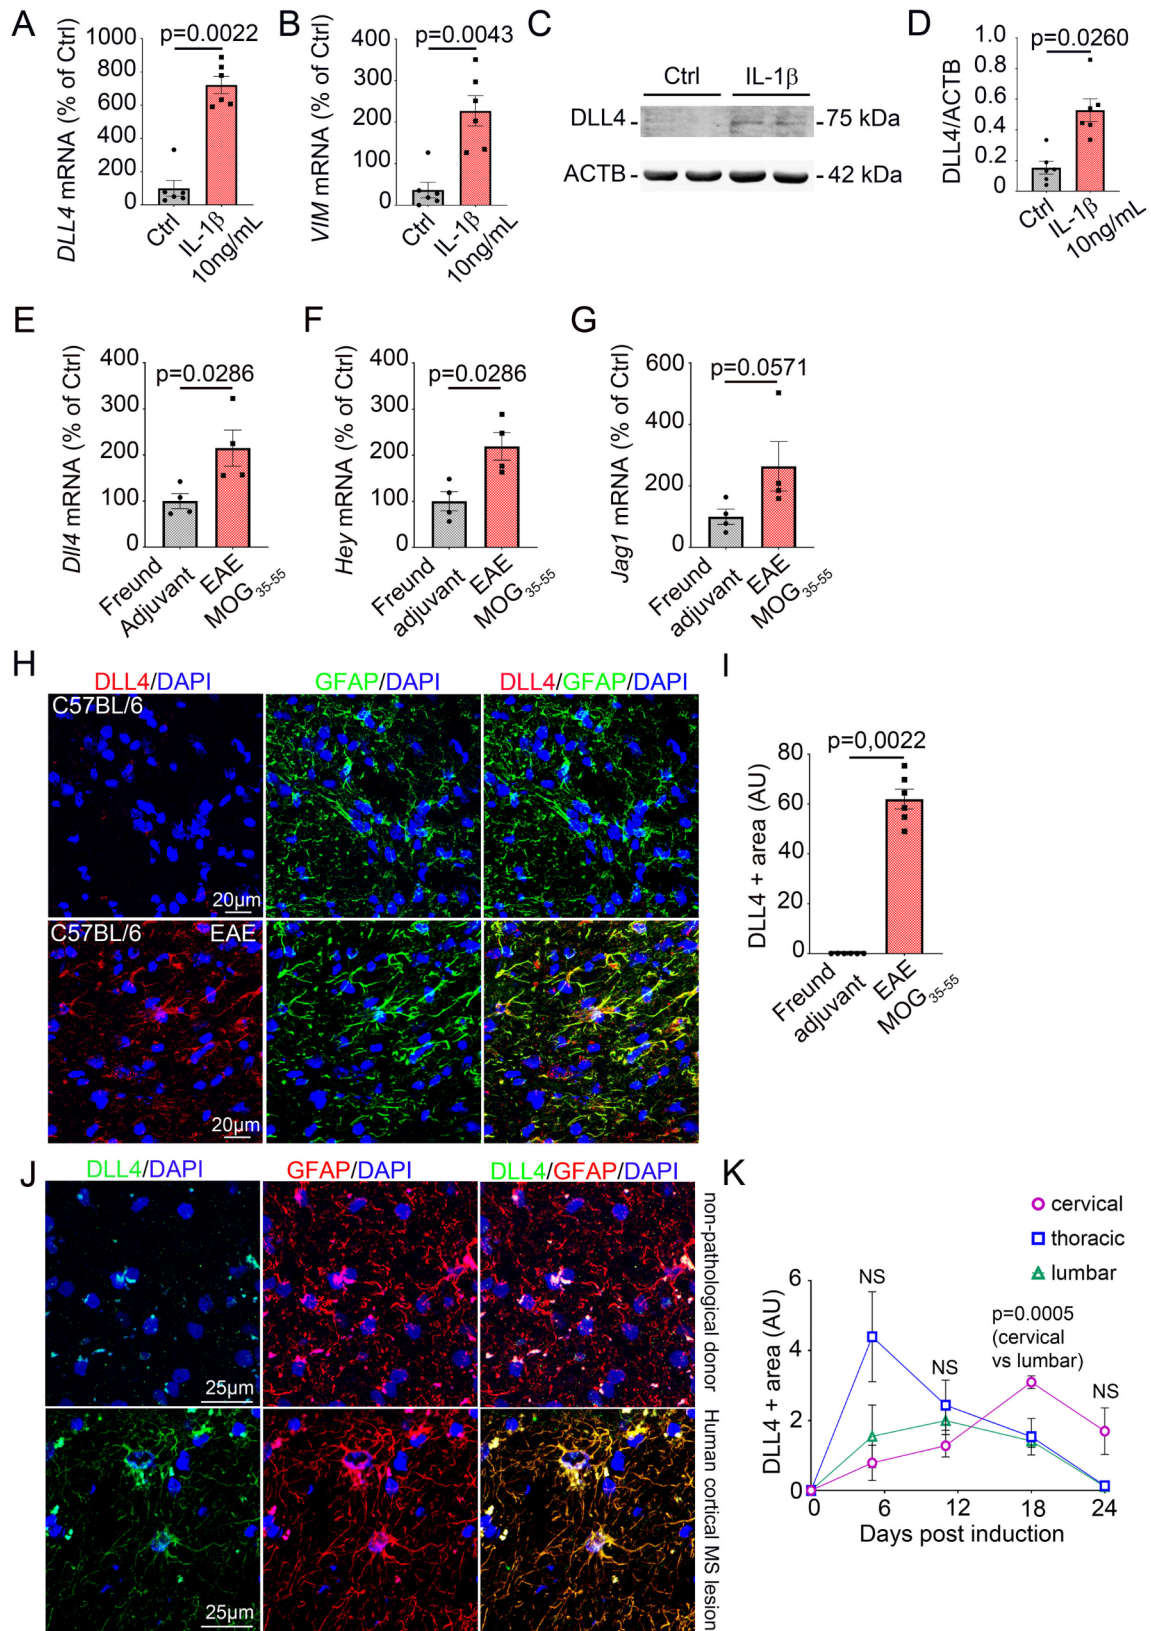 A
DLL4 mRNA (% of Ctrl)
p=0.0022
1000
800
600
400
200
0
Ctrl
IL-1β
10ng/mL
B
VIM mRNA (% of Ctrl)
p=0.0043
400
300
200
100
0
Ctrl
IL-1β
10ng/mL
C
Ctrl IL-1β
DLL4 - -75 kDa
ACTB - - 42 kDa
D
DLL4/ACTB
p=0.0260
1.0
0.8
0.6
0.4
0.2
0
Ctrl
IL-1β
10ng/mL
E
Dll4 mRNA (% of Ctrl)
p=0.0286
400
300
200
100
0
Freund
Adjuvant
EAE
MOG35-55
F
Hey mRNA (% of Ctrl)
p=0.0286
400
300
200
100
0
Freund
adjuvant
EAE
MOG35-55
G
Jag1 mRNA (% of Ctrl)
p=0.0571
600
400
200
0
Freund
adjuvant
EAE
MOG35-55
H
DLL4/DAPI GFAP/DAPI DLL4/GFAP/DAPI
C57BL/6
20µm
C57BL/6 EAE
20µm
I
DLL4 + area (AU)
p=0,0022
80
60
40
20
0
Freund
adjuvant
EAE
MOG35-55
J
DLL4/DAPI GFAP/DAPI DLL4/GFAP/DAPI
non-pathological donor
25µm
Human cortical MS lesion
25µm
K
cervical
thoracic
lumbar
DLL4 + area (AU)
6
4
2
0
NS
NS
p=0.0005
(cervical
vs lumbar)
NS
0 6 12 18 24
Days post induction